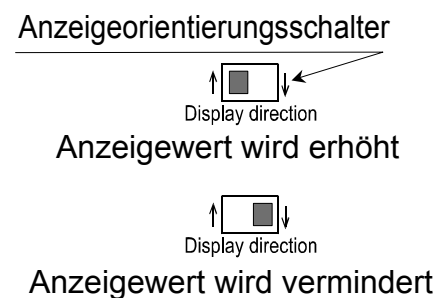 Anzeigeorientierungsschalter
Display direction
Anzeigewert wird erhöht
Display direction
Anzeigewert wird vermindert